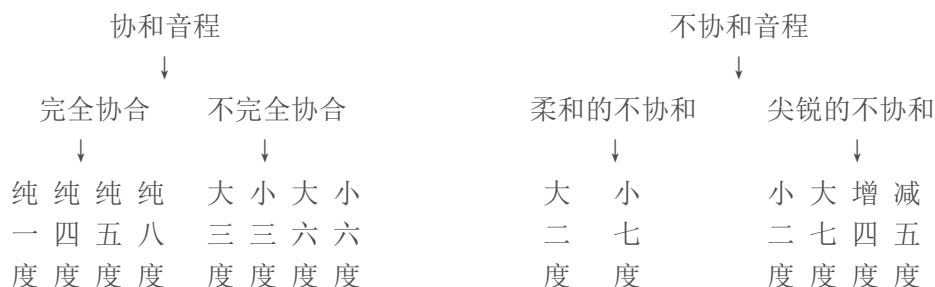 协和音程 不协和音程
完全协合 不完全协合 柔和的不协和 尖锐的不协和
纯 纯 纯 纯 大 小 大 小 大 小 小 大 增 减
一 四 五 八 三 三 六 六 二 七 二 七 四 五
度 度 度 度 度 度 度 度 度 度 度 度 度 度